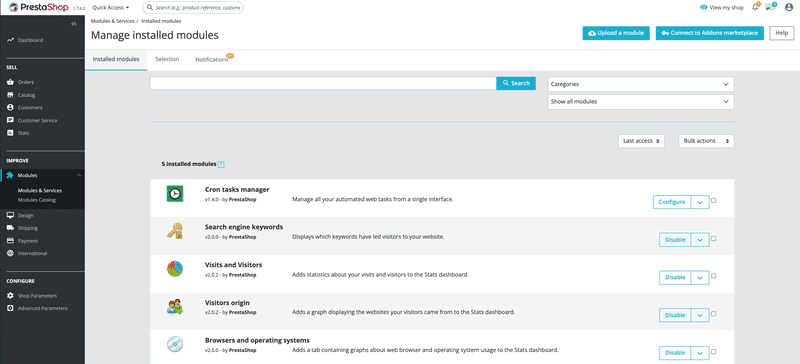 PrestaShop 1.7.4.2 Quick Access Search (e.g.: product reference, custome View my shop
Modules & Services / Installed modules
Manage installed modules
Upload a module Connect to Addons marketplace Help
Installed modules Selection Notifications
Dashboard
SELL
Orders
Catalog
Customers
Customer Service
Stats
IMPROVE
Modules
Modules & Services
Modules Catalog
Design
Shipping
Payment
International
CONFIGURE
Shop Parameters
Advanced Parameters
Search
Categories
Show all modules
Last access Bulk actions
5 installed modules
Cron tasks manager
v1.4.0 - by PrestaShop Manage all your automated web tasks from a single interface. Configure
Search engine keywords
v2.0.0 - by PrestaShop Displays which keywords have led visitors to your website. Disable
Visits and Visitors
v2.0.2 - by PrestaShop Adds statistics about your visits and visitors to the Stats dashboard. Disable
Visitors origin
v2.0.2 - by PrestaShop Adds a graph displaying the websites your visitors came from to the Stats dashboard. Disable
Browsers and operating systems
v2.0.0 - by PrestaShop Adds a tab containing graphs about web browser and operating system usage to the Stats dashboard. Disable